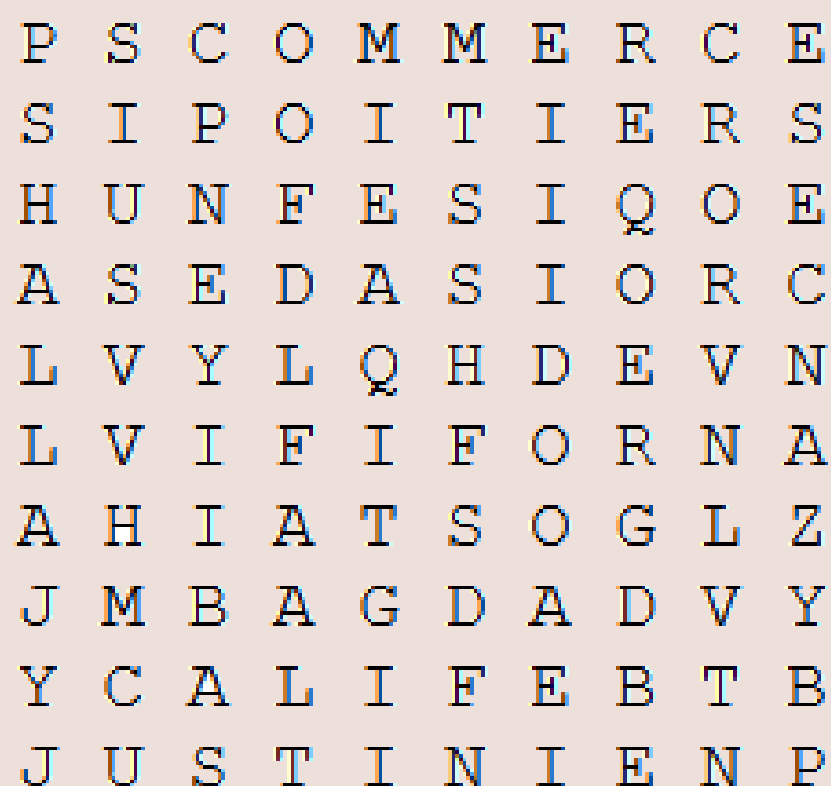 P S C O M M E R C E
S I P O I T I E R S
H U N F E S I Q O E
A S E D A S I O R C
L V Y L Q H D E V N
L V I F I F O R N A
A H I A T S O G L Z
J M B A G D A D V Y
Y C A L I F E B T B
J U S T I N I E N P